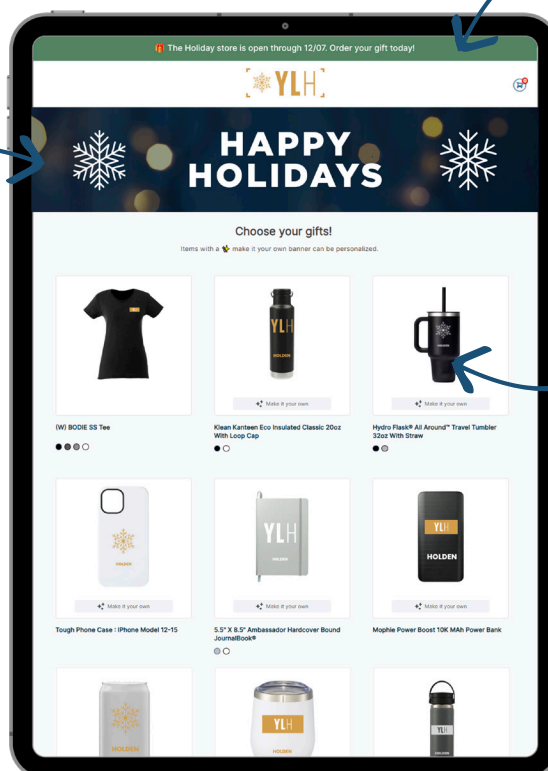 The Holiday store is open through 12/07. Order your gift today!
YLH
0
HAPPY
HOLIDAYS
Choose your gifts!
Items with a make it your own banner can be personalized.
YLH
HOLDEN
HOLDEN
Make it your own
Make it your own
(W) BODIE SS Tee
Klean Kanteen Eco Insulated Classic 20oz
With Loop Cap
Hydro Flask® All Around™ Travel Tumbler
32oz With Straw
HOLDEN
YLH
HOLDEN
YLH
HOLDEN
Make it your own
Make it your own
Make it your own
Tough Phone Case : IPhone Model 12-15
5.5" X 8.5" Ambassador Hardcover Bound
JournalBook®
Mophie Power Boost 10K MAh Power Bank
HOLDEN
YLH
HOLDEN
YLH
HOLDEN